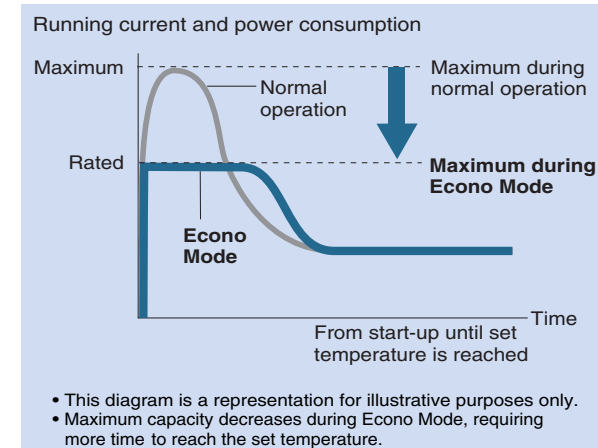 Running current and power consumption
Maximum
Maximum during
normal operation
Normal
operation
Rated
Maximum during
Econo Mode
Econo
Mode
Time
From start-up until set
temperature is reached
• This diagram is a representation for illustrative purposes only.
• Maximum capacity decreases during Econo Mode, requiring
more time to reach the set temperature.